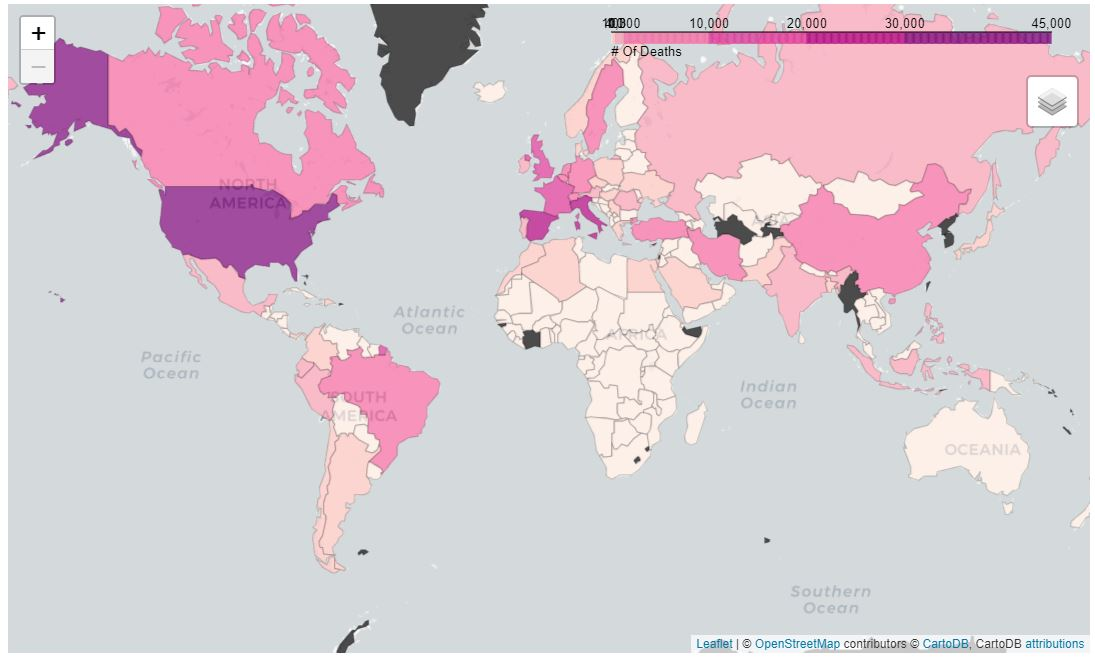 +
−
10,000
20,000
30,000
45,000
# Of Deaths
NORTH
AMERICA
Atlantic
Ocean
Pacific
Ocean
AFRICA
SOUTH
AMERICA
Indian
Ocean
OCEANIA
Southern
Ocean
Leaflet | © OpenStreetMap contributors © CartoDB, CartoDB attributions